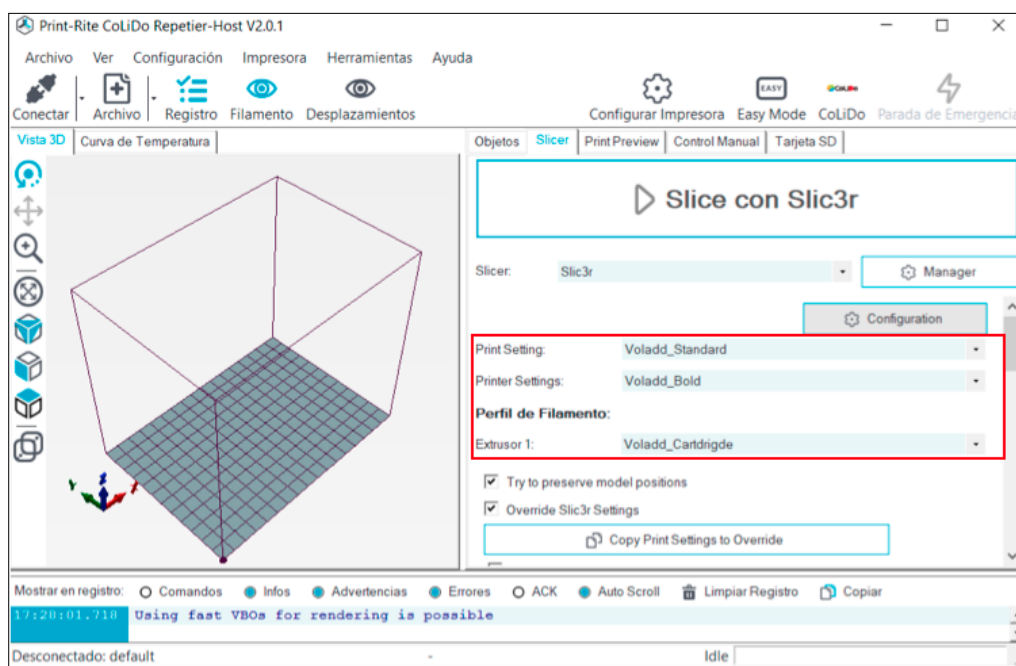 Print-Rite CoLiDo Repetier-Host V2.0.1
Archivo Ver Configuración Impresora Herramientas Ayuda
Conectar Archivo Registro Filamento Desplazamientos Configurar Impresora EASY Easy Mode CoLiDo CoLiDo Parada de Emergencia
Vista 3D Curva de Temperatura
Objetos Slicer Print Preview Control Manual Tarjeta SD
Slice con Slic3r
Slicer: Slic3r Manager
Configuration
Print Setting: Voladd_Standard
Printer Settings: Voladd_Bold
Perfil de Filamento:
Extrusor 1: Voladd_Cartdrigde
Try to preserve model positions
Override Slic3r Settings
Copy Print Settings to Override
Y Z X
Mostrar en registro: Comandos Infos Advertencias Errores ACK Auto Scroll Limpiar Registro Copiar
17:28:01.718 Using fast VBOs for rendering is possible
Desconectado: default - Idle